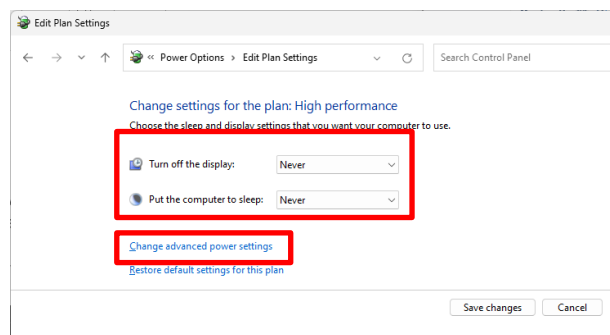 Edit Plan Settings
« Power Options › Edit Plan Settings
Search Control Panel
Change settings for the plan: High performance
Choose the sleep and display settings that you want your computer to use.
Turn off the display: Never
Put the computer to sleep: Never
Change advanced power settings
Restore default settings for this plan
Save changes Cancel